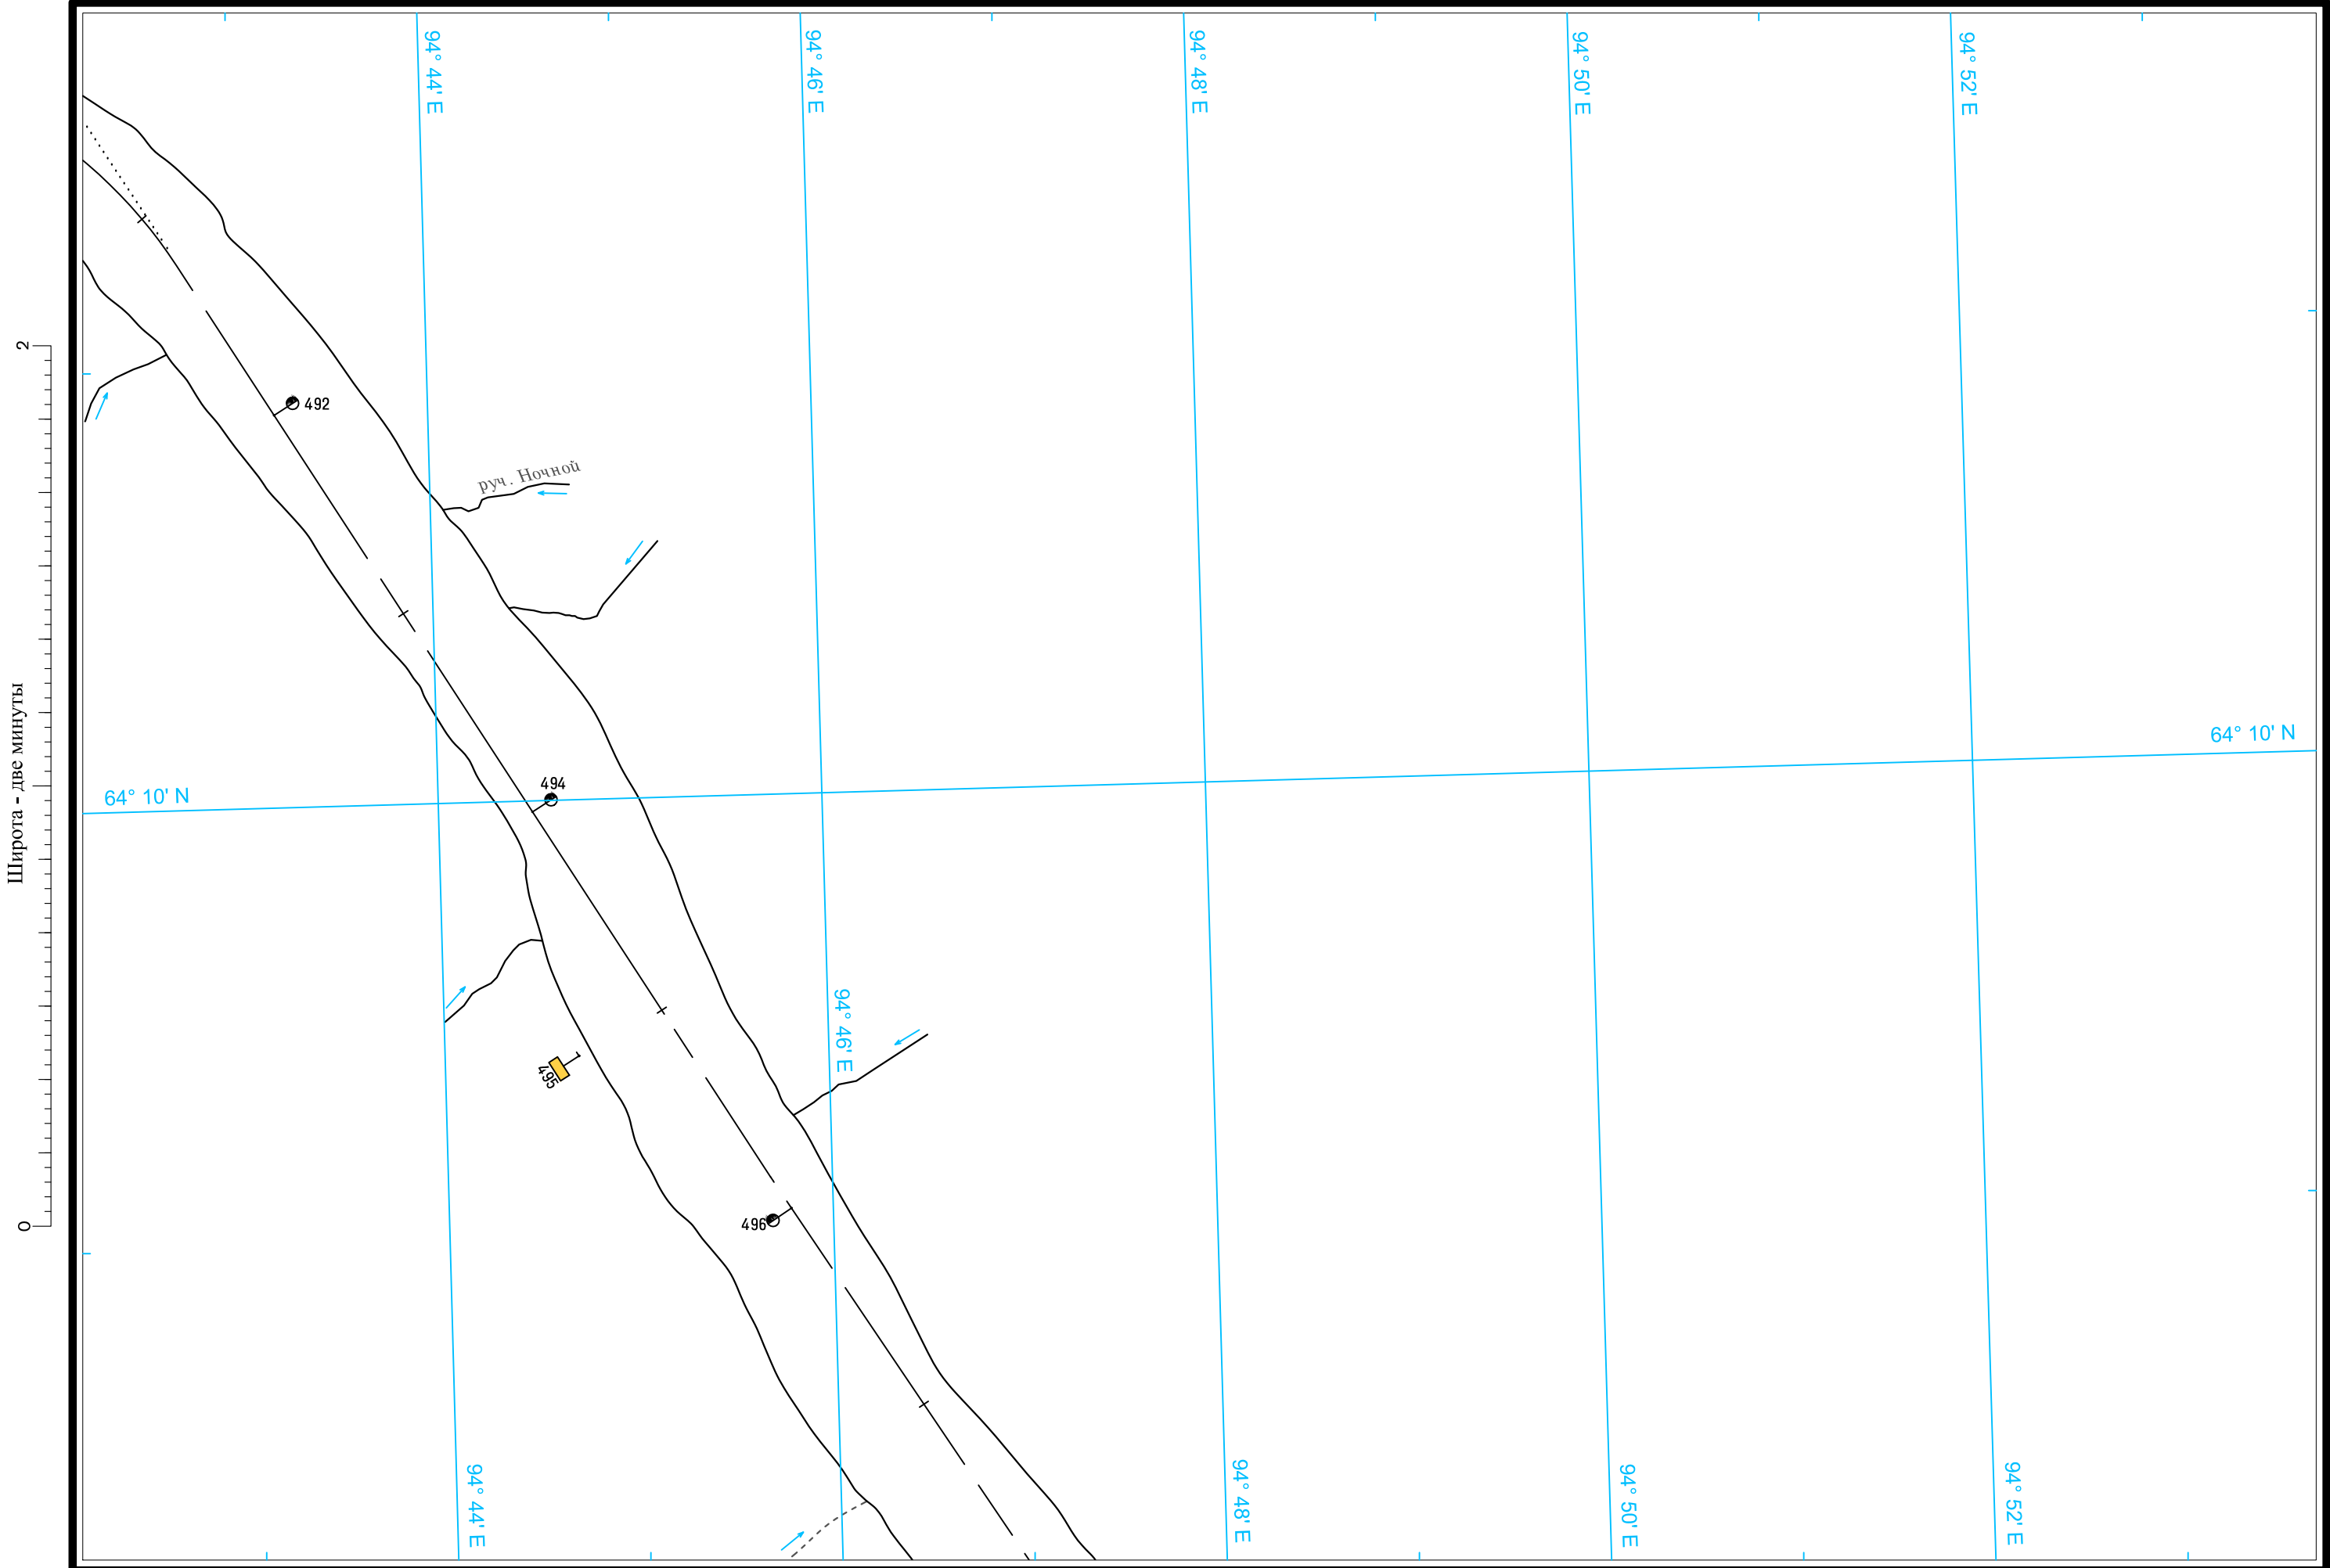 94° 44' E
94° 46' E
94° 48' E
94° 50' E
94° 52' E
2
492
руч. Ночной
Широта - две минуты
64° 10' N
64° 10' N
494
94° 46' E
495
496
0
94° 44' E
94° 48' E
94° 50' E
94° 52' E